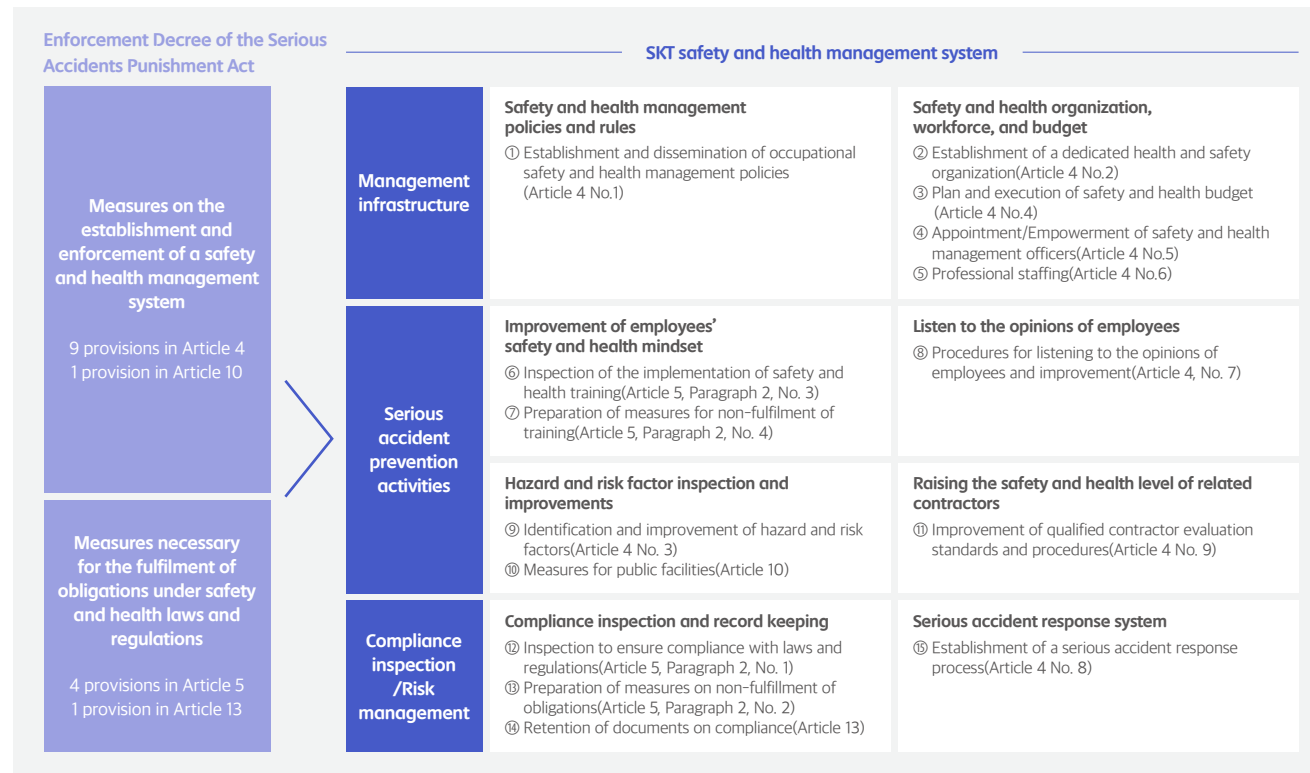 Enforcement Decree of the Serious
Accidents Punishment Act
SKT safety and health management system
Measures on the
establishment and
enforcement of a safety
and health management
system
9 provisions in Article 4
1 provision in Article 10
Measures necessary
for the fulfilment of
obligations under safety
and health laws and
regulations
4 provisions in Article 5
1 provision in Article 13
Management
infrastructure
Safety and health management
policies and rules
① Establishment and dissemination of occupational
safety and health management policies
(Article 4 No.1)
Safety and health organization,
workforce, and budget
② Establishment of a dedicated health and safety
organization(Article 4 No.2)
③ Plan and execution of safety and health budget
(Article 4 No.4)
④ Appointment/Empowerment of safety and health
management officers(Article 4 No.5)
⑤ Professional staffing(Article 4 No.6)
Serious
accident
prevention
activities
Improvement of employees’
safety and health mindset
⑥ Inspection of the implementation of safety and
health training(Article 5, Paragraph 2, No. 3)
⑦ Preparation of measures for non-fulfilment of
training(Article 5, Paragraph 2, No. 4)
Listen to the opinions of employees
⑧ Procedures for listening to the opinions of
employees and improvement(Article 4, No. 7)
Hazard and risk factor inspection and
improvements
⑨ Identification and improvement of hazard and risk
factors(Article 4 No. 3)
⑩ Measures for public facilities(Article 10)
Raising the safety and health level of related
contractors
⑪ Improvement of qualified contractor evaluation
standards and procedures(Article 4 No. 9)
Compliance
inspection
/Risk
management
Compliance inspection and record keeping
⑫ Inspection to ensure compliance with laws and
regulations(Article 5, Paragraph 2, No. 1)
⑬ Preparation of measures on non-fulfillment of
obligations(Article 5, Paragraph 2, No. 2)
⑭ Retention of documents on compliance(Article 13)
Serious accident response system
⑮ Establishment of a serious accident response
process(Article 4 No. 8)